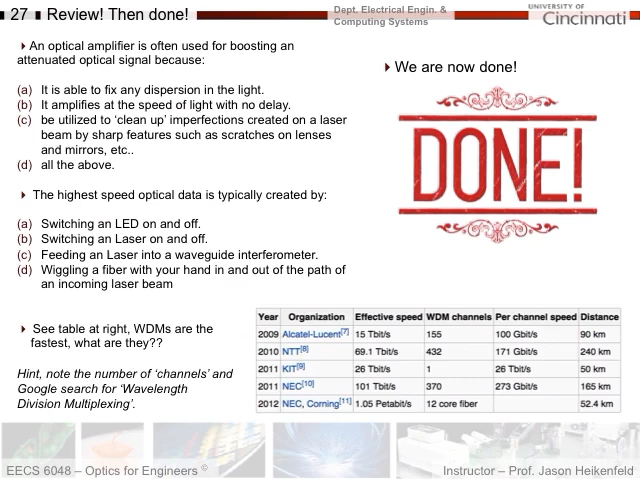 27 Review! Then done!
Dept. Electrical Engin. &
Computing Systems
UNIVERSITY OF
Cincinnati
An optical amplifier is often used for boosting an
attenuated optical signal because:
(a) It is able to fix any dispersion in the light.
(b) It amplifies at the speed of light with no delay.
(c) be utilized to ‘clean up’ imperfections created on a laser
beam by sharp features such as scratches on lenses
and mirrors, etc..
(d) all the above.
The highest speed optical data is typically created by:
(a) Switching an LED on and off.
(b) Switching an Laser on and off.
(c) Feeding an Laser into a waveguide interferometer.
(d) Wiggling a fiber with your hand in and out of the path of
an incoming laser beam
See table at right, WDMs are the
fastest, what are they??
Hint, note the number of ‘channels’ and
Google search for ‘Wavelength
Division Multiplexing’.
We are now done!
DONE!
Year Organization Effective speed WDM channels Per channel speed Distance
2009 Alcatel-Lucent[7] 15 Tbit/s 155 100 Gbit/s 90 km
2010 NTT[8] 69.1 Tbit/s 432 171 Gbit/s 240 km
2011 KIT[9] 26 Tbit/s 1 26 Tbit/s 50 km
2011 NEC[10] 101 Tbit/s 370 273 Gbit/s 165 km
2012 NEC, Corning[11] 1.05 Petabit/s 12 core fiber 52.4 km
EECS 6048 – Optics for Engineers ©
Instructor – Prof. Jason Heikenfeld